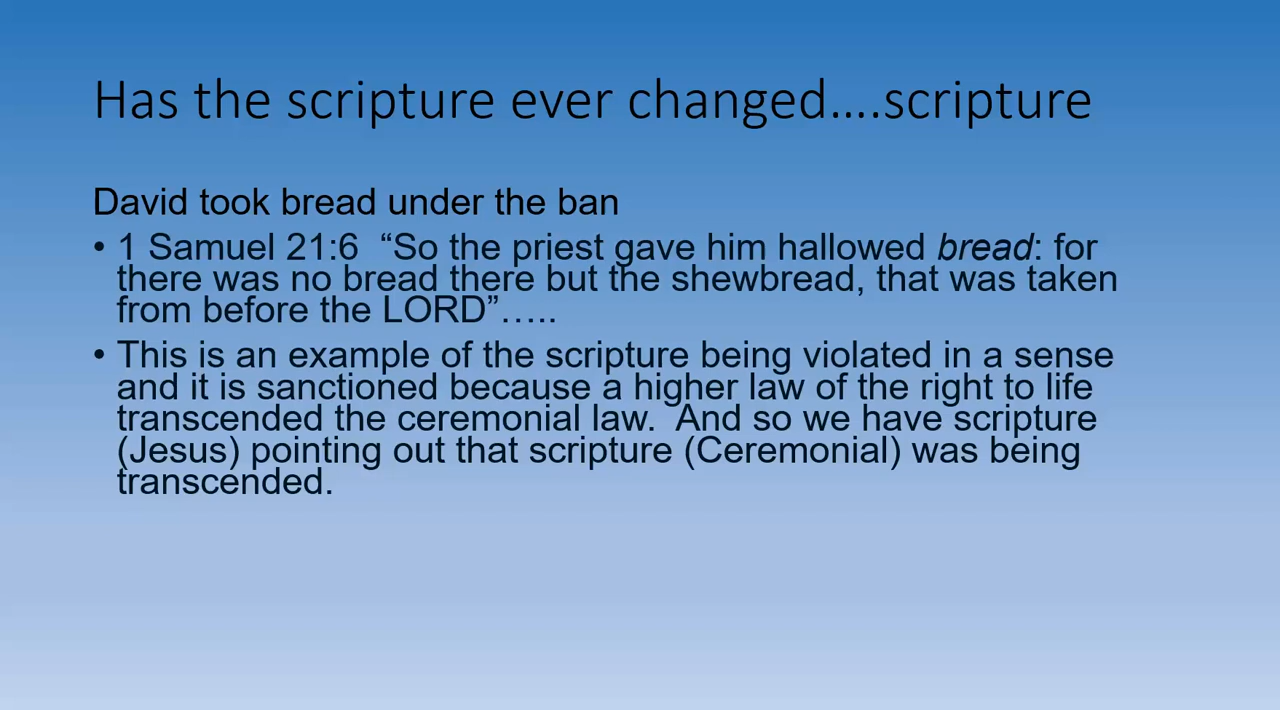 Has the scripture ever changed….scripture
David took bread under the ban
• 1 Samuel 21:6  “So the priest gave him hallowed bread: for
there was no bread there but the shewbread, that was taken
from before the LORD”…..
• This is an example of the scripture being violated in a sense
and it is sanctioned because a higher law of the right to life
transcended the ceremonial law.  And so we have scripture
(Jesus) pointing out that scripture (Ceremonial) was being
transcended.